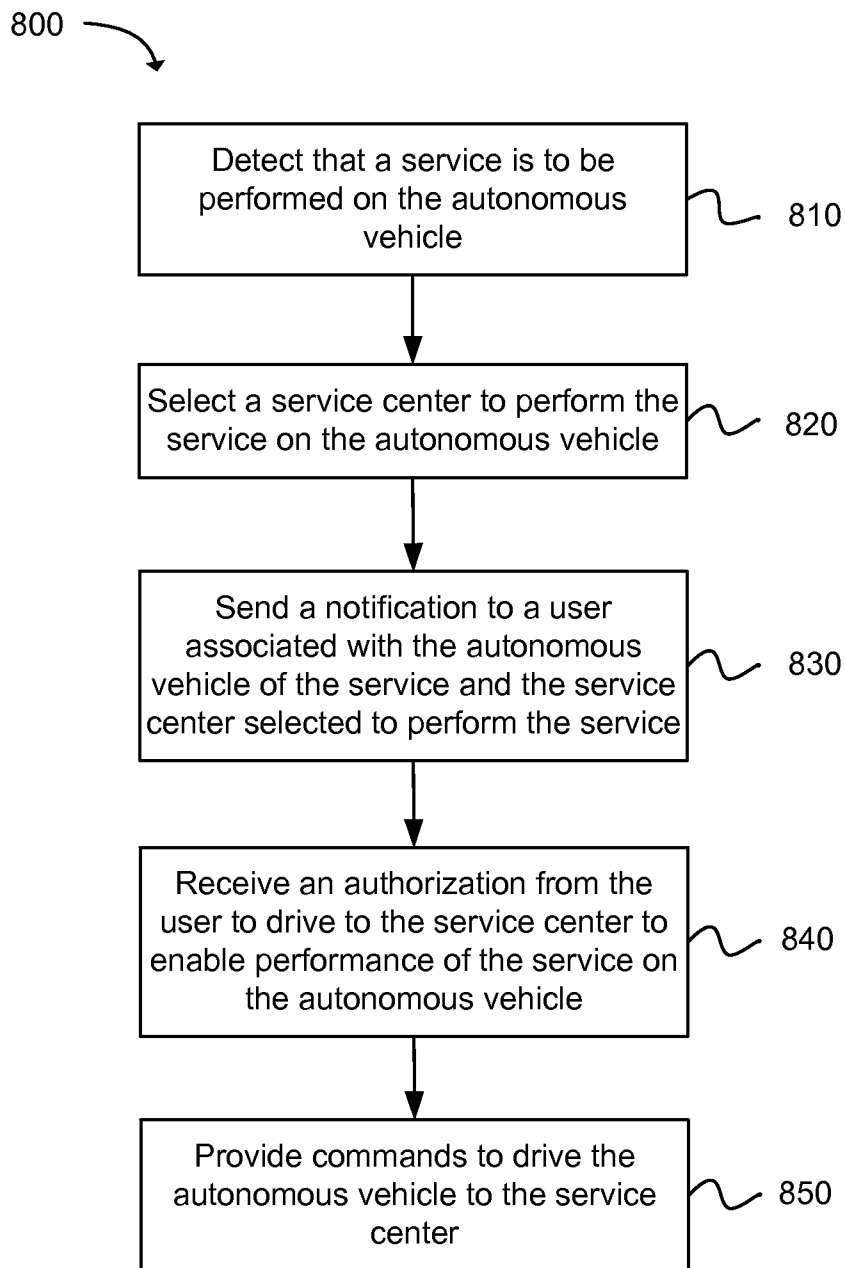 800
Detect that a service is to be
performed on the autonomous
vehicle
810
Select a service center to perform the
service on the autonomous vehicle
820
Send a notification to a user
associated with the autonomous
vehicle of the service and the service
center selected to perform the service
830
Receive an authorization from the
user to drive to the service center to
enable performance of the service on
the autonomous vehicle
840
Provide commands to drive the
autonomous vehicle to the service
center
850